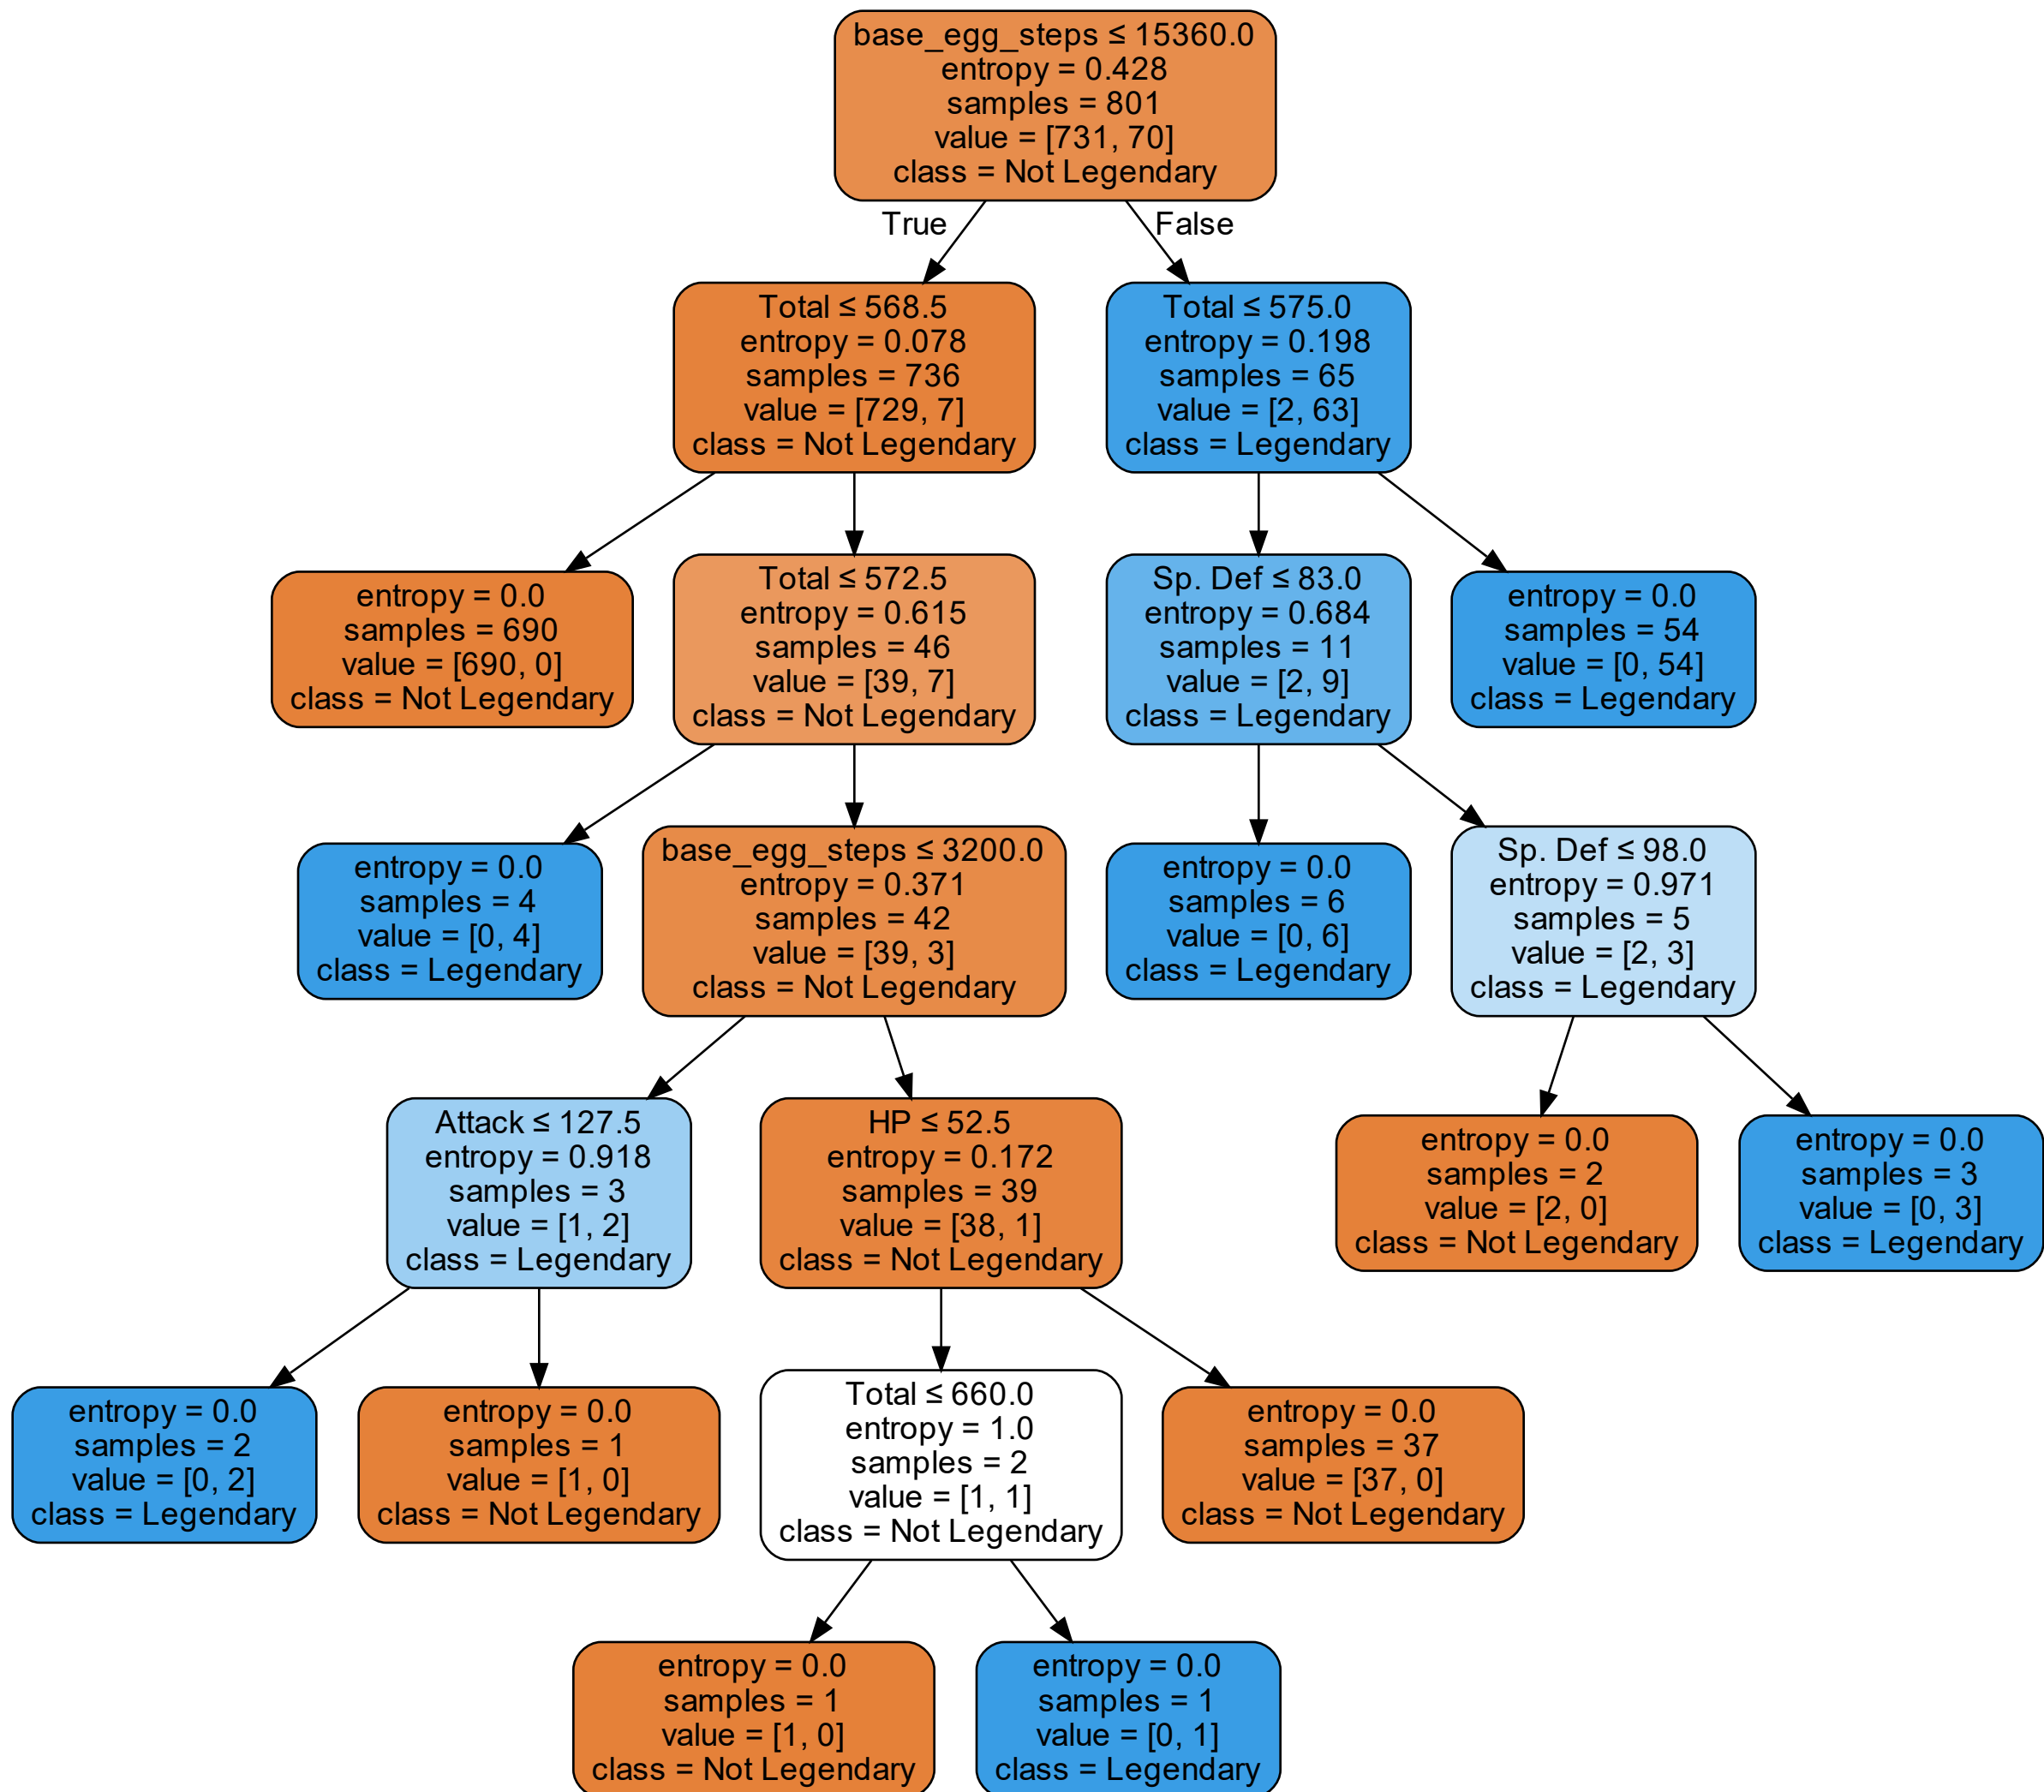 base_egg_steps ≤ 15360.0
entropy = 0.428
samples = 801
value = [731, 70]
class = Not Legendary
True
False
Total ≤ 568.5
entropy = 0.078
samples = 736
value = [729, 7]
class = Not Legendary
Total ≤ 575.0
entropy = 0.198
samples = 65
value = [2, 63]
class = Legendary
entropy = 0.0
samples = 690
value = [690, 0]
class = Not Legendary
Total ≤ 572.5
entropy = 0.615
samples = 46
value = [39, 7]
class = Not Legendary
Sp. Def ≤ 83.0
entropy = 0.684
samples = 11
value = [2, 9]
class = Legendary
entropy = 0.0
samples = 54
value = [0, 54]
class = Legendary
entropy = 0.0
samples = 4
value = [0, 4]
class = Legendary
base_egg_steps ≤ 3200.0
entropy = 0.371
samples = 42
value = [39, 3]
class = Not Legendary
entropy = 0.0
samples = 6
value = [0, 6]
class = Legendary
Sp. Def ≤ 98.0
entropy = 0.971
samples = 5
value = [2, 3]
class = Legendary
Attack ≤ 127.5
entropy = 0.918
samples = 3
value = [1, 2]
class = Legendary
HP ≤ 52.5
entropy = 0.172
samples = 39
value = [38, 1]
class = Not Legendary
entropy = 0.0
samples = 2
value = [2, 0]
class = Not Legendary
entropy = 0.0
samples = 3
value = [0, 3]
class = Legendary
entropy = 0.0
samples = 2
value = [0, 2]
class = Legendary
entropy = 0.0
samples = 1
value = [1, 0]
class = Not Legendary
Total ≤ 660.0
entropy = 1.0
samples = 2
value = [1, 1]
class = Not Legendary
entropy = 0.0
samples = 37
value = [37, 0]
class = Not Legendary
entropy = 0.0
samples = 1
value = [1, 0]
class = Not Legendary
entropy = 0.0
samples = 1
value = [0, 1]
class = Legendary